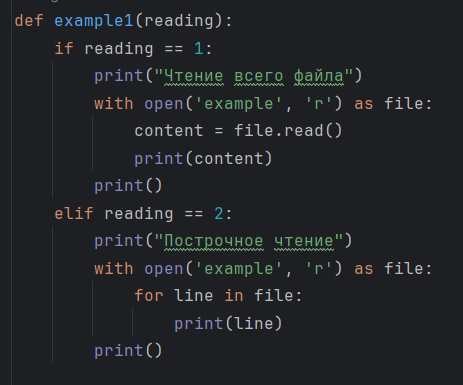 def example1(reading):
    if reading == 1:
        print("Чтение всего файла")
        with open('example', 'r') as file:
            content = file.read()
            print(content)
        print()
    elif reading == 2:
        print("Построчное чтение")
        with open('example', 'r') as file:
            for line in file:
                print(line)
        print()